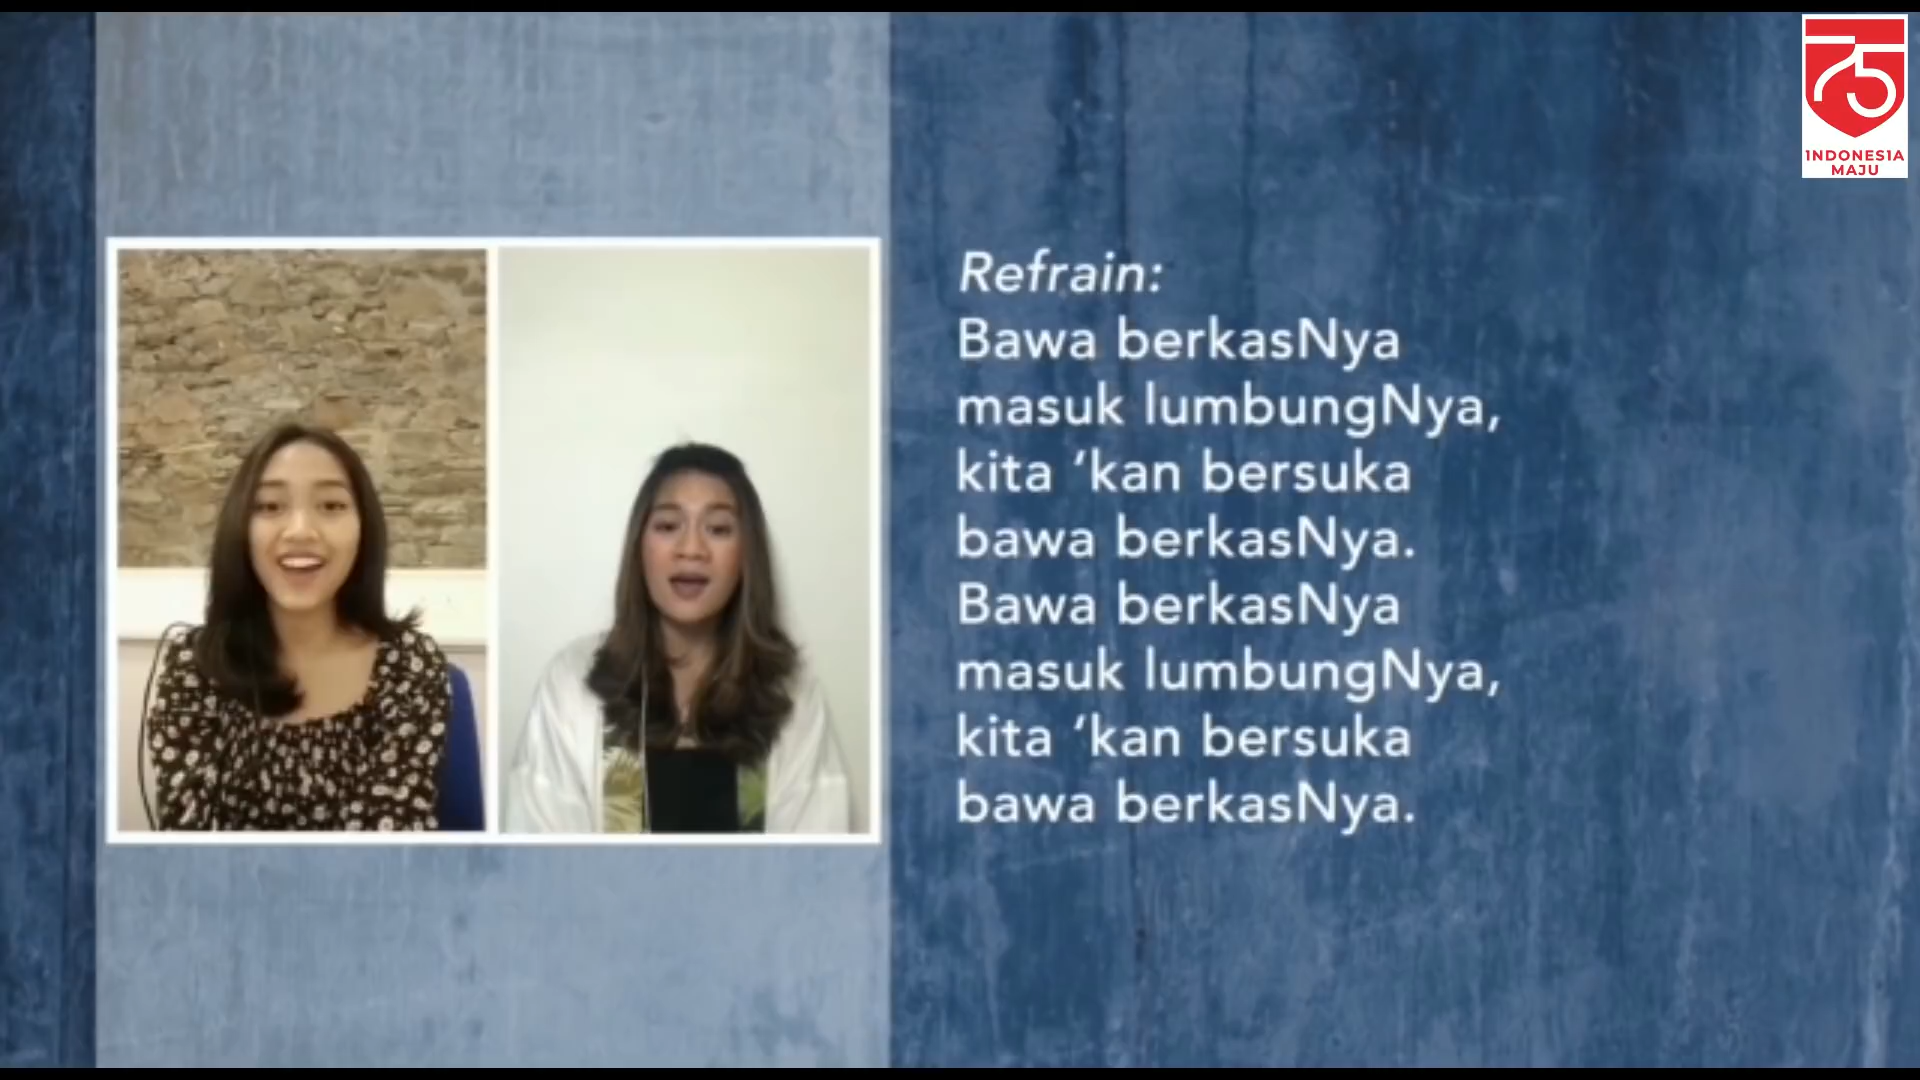 Refrain:
Bawa berkasNya
masuk lumbungNya,
kita ‘kan bersuka
bawa berkasNya.
Bawa berkasNya
masuk lumbungNya,
kita ‘kan bersuka
bawa berkasNya.
75
INDONESIA
MAJU